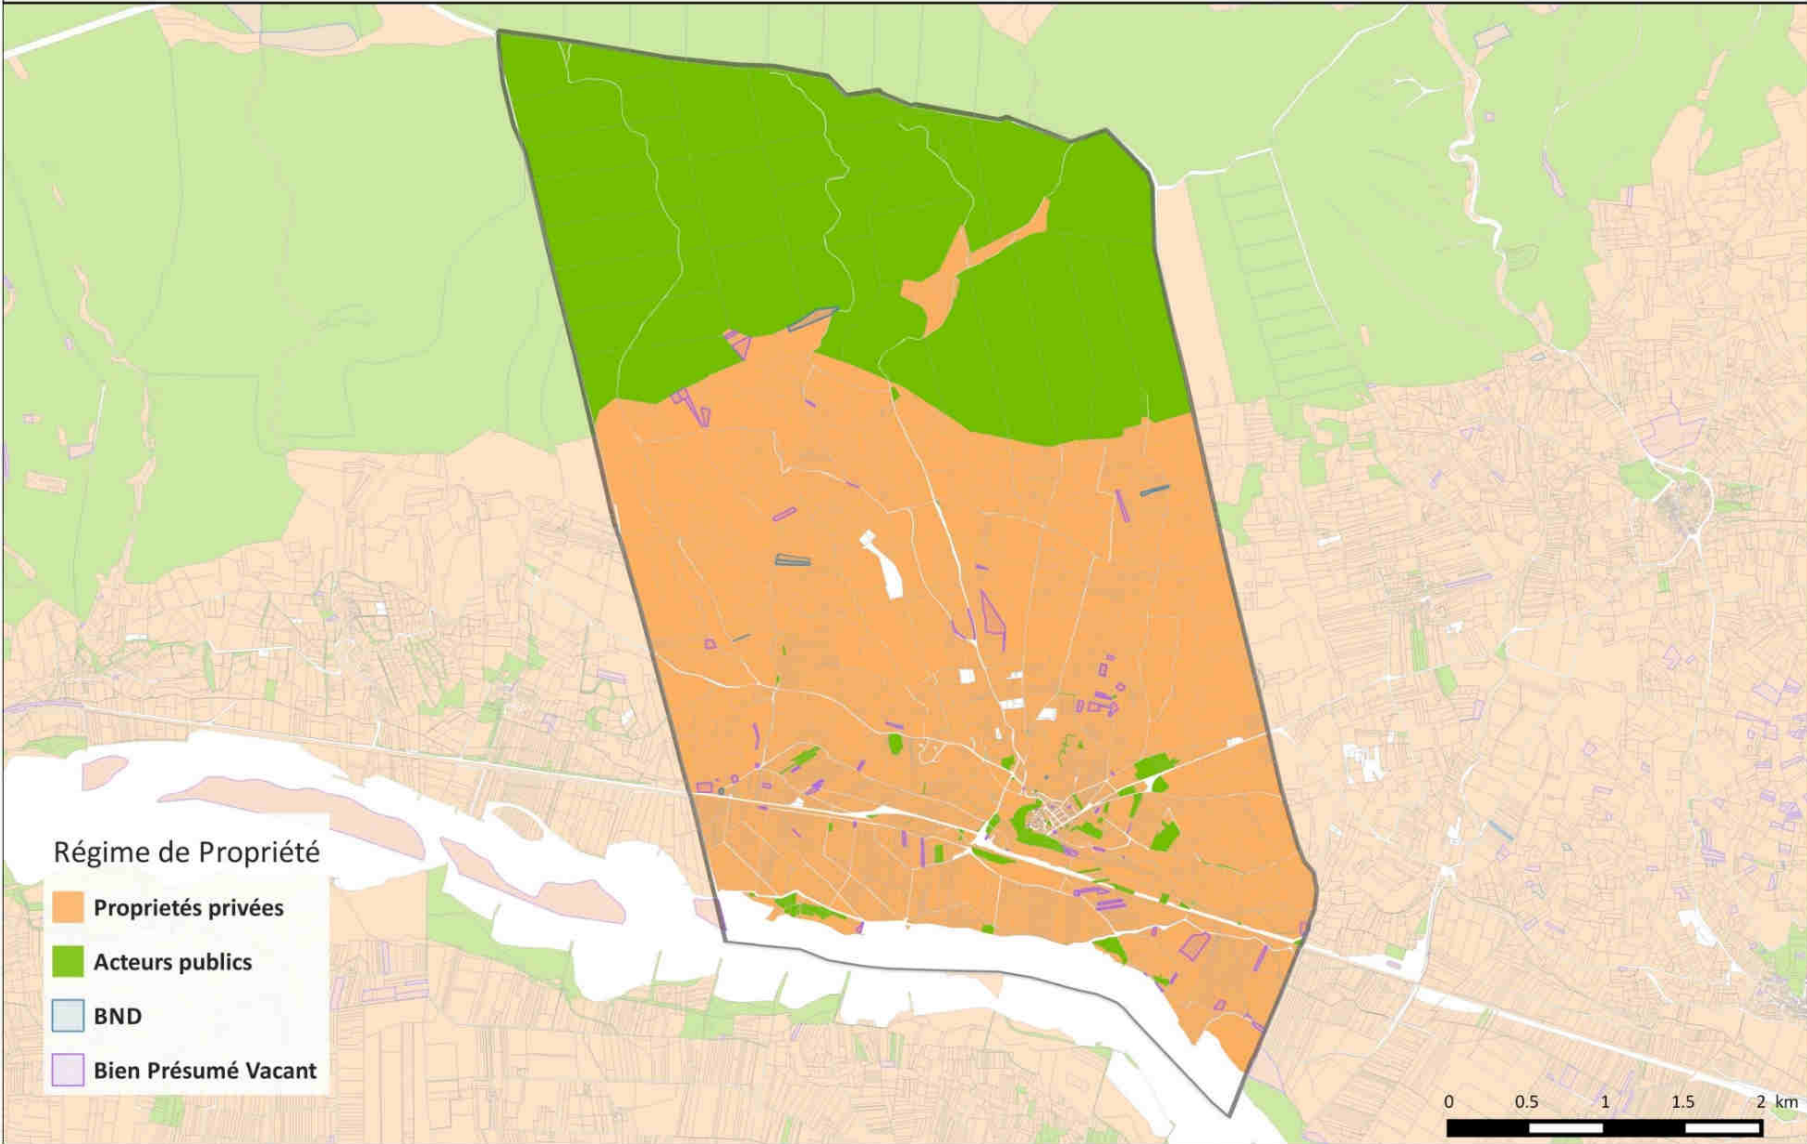 Régime de Propriété
Proprietés privées
Acteurs publics
BND
Bien Présumé Vacant
0 0.5 1 1.5 2 km